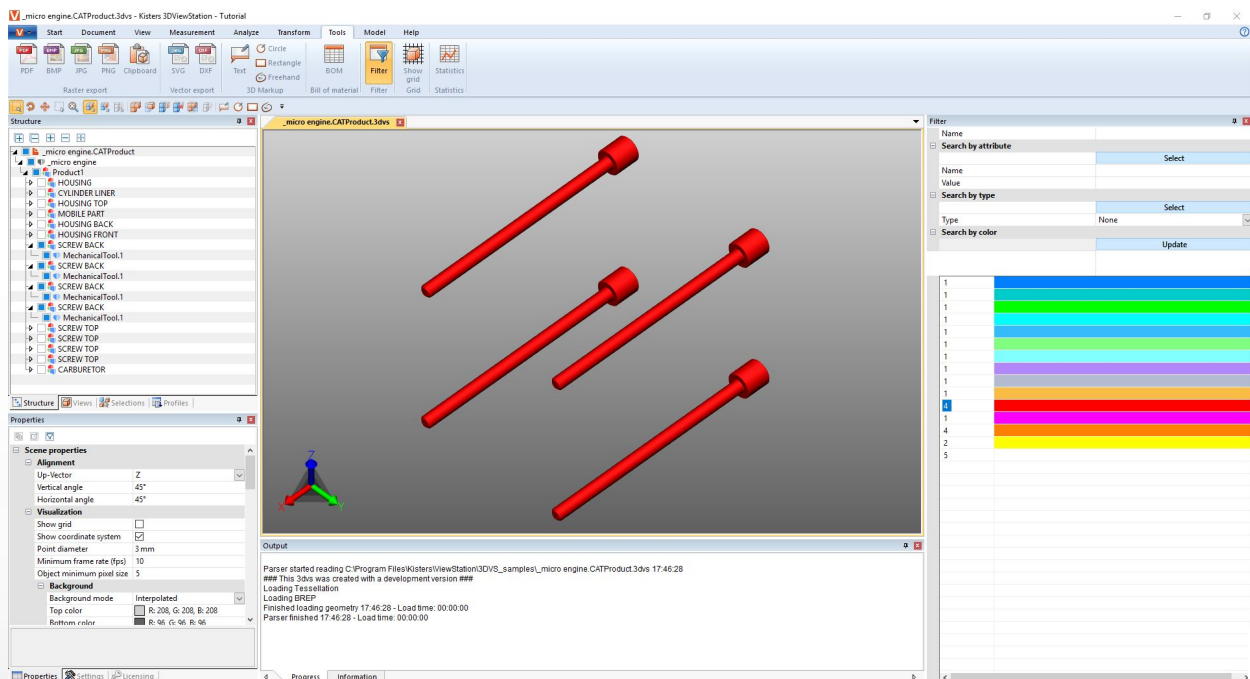 _micro engine.CATProduct.3dvs - Kisters 3DViewStation - Tutorial
Start Document View Measurement Analyze Transform Tools Model Help
PDF BMP JPG PNG Clipboard SVG DXF Text Circle Rectangle Freehand BOM Filter Show grid Statistics
Raster export Vector export 3D Markup Bill of material Filter Grid Statistics
Structure
_micro engine.CATProduct
_micro engine
Product1
HOUSING
CYLINDER LINER
HOUSING TOP
MOBILE PART
HOUSING BACK
HOUSING FRONT
SCREW BACK
MechanicalTool.1
SCREW BACK
MechanicalTool.1
SCREW BACK
MechanicalTool.1
SCREW BACK
MechanicalTool.1
SCREW TOP
SCREW TOP
SCREW TOP
SCREW TOP
CARBURETOR
Structure Views Selections Profiles
Properties
Scene properties
Alignment
Up-Vector Z
Vertical angle 45°
Horizontal angle 45°
Visualization
Show grid
Show coordinate system
Point diameter 3 mm
Minimum frame rate (fps) 10
Object minimum pixel size 5
Background
Background mode Interpolated
Top color R: 208, G: 208, B: 208
Bottom color R: 96, G: 96, B: 96
Properties Settings Licensing
_micro engine.CATProduct.3dvs
Z
X
Y
Output
Parser started reading C:\Program Files\Kisters\ViewStation\3DVS_samples\_micro engine.CATProduct.3dvs 17:46:28
### This 3dvs was created with a development version ###
Loading Tessellation
Loading BREP
Finished loading geometry 17:46:28 - Load time: 00:00:00
Parser finished 17:46:28 - Load time: 00:00:00
Progress Information
Filter
Name
Search by attribute
Select
Name
Value
Search by type
Select
Type None
Search by color
Update
1
1
1
1
1
1
1
1
1
1
4
1
4
2
5